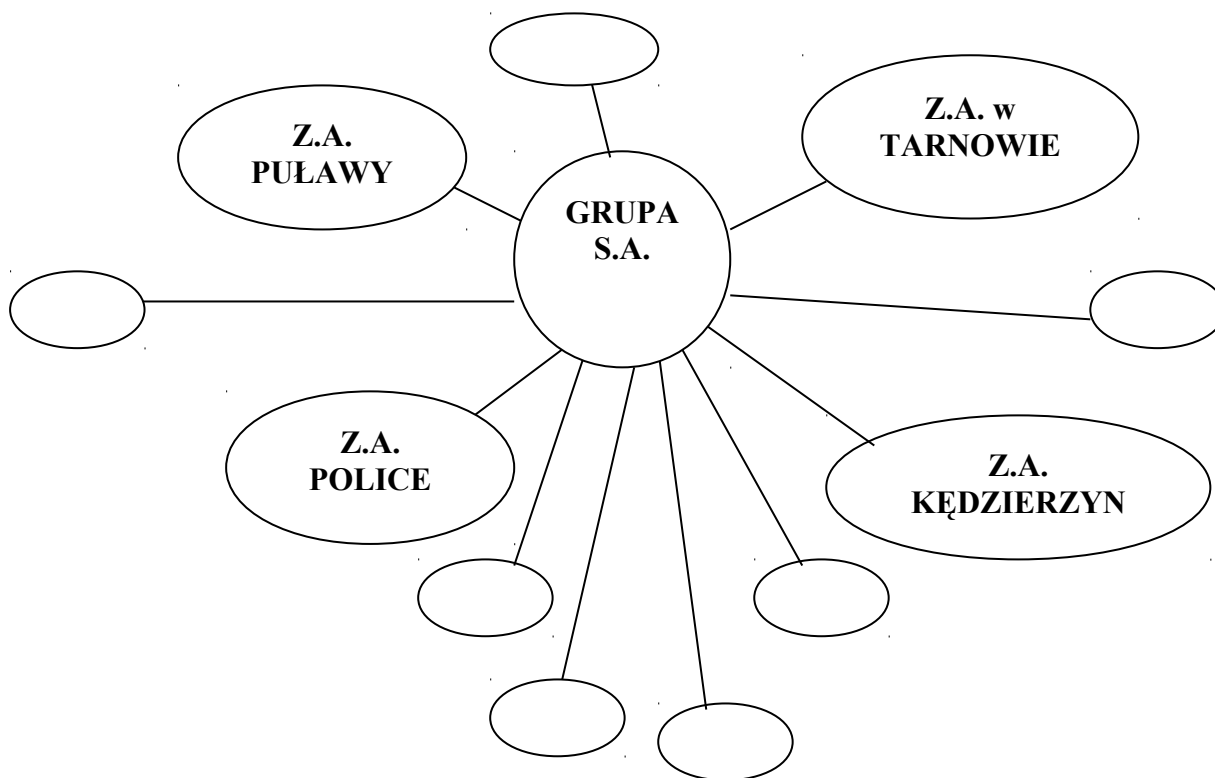 Z.A.
PUŁAWY
Z.A. w
TARNOWIE
GRUPA
S.A.
Z.A.
POLICE
Z.A.
KĘDZIERZYN